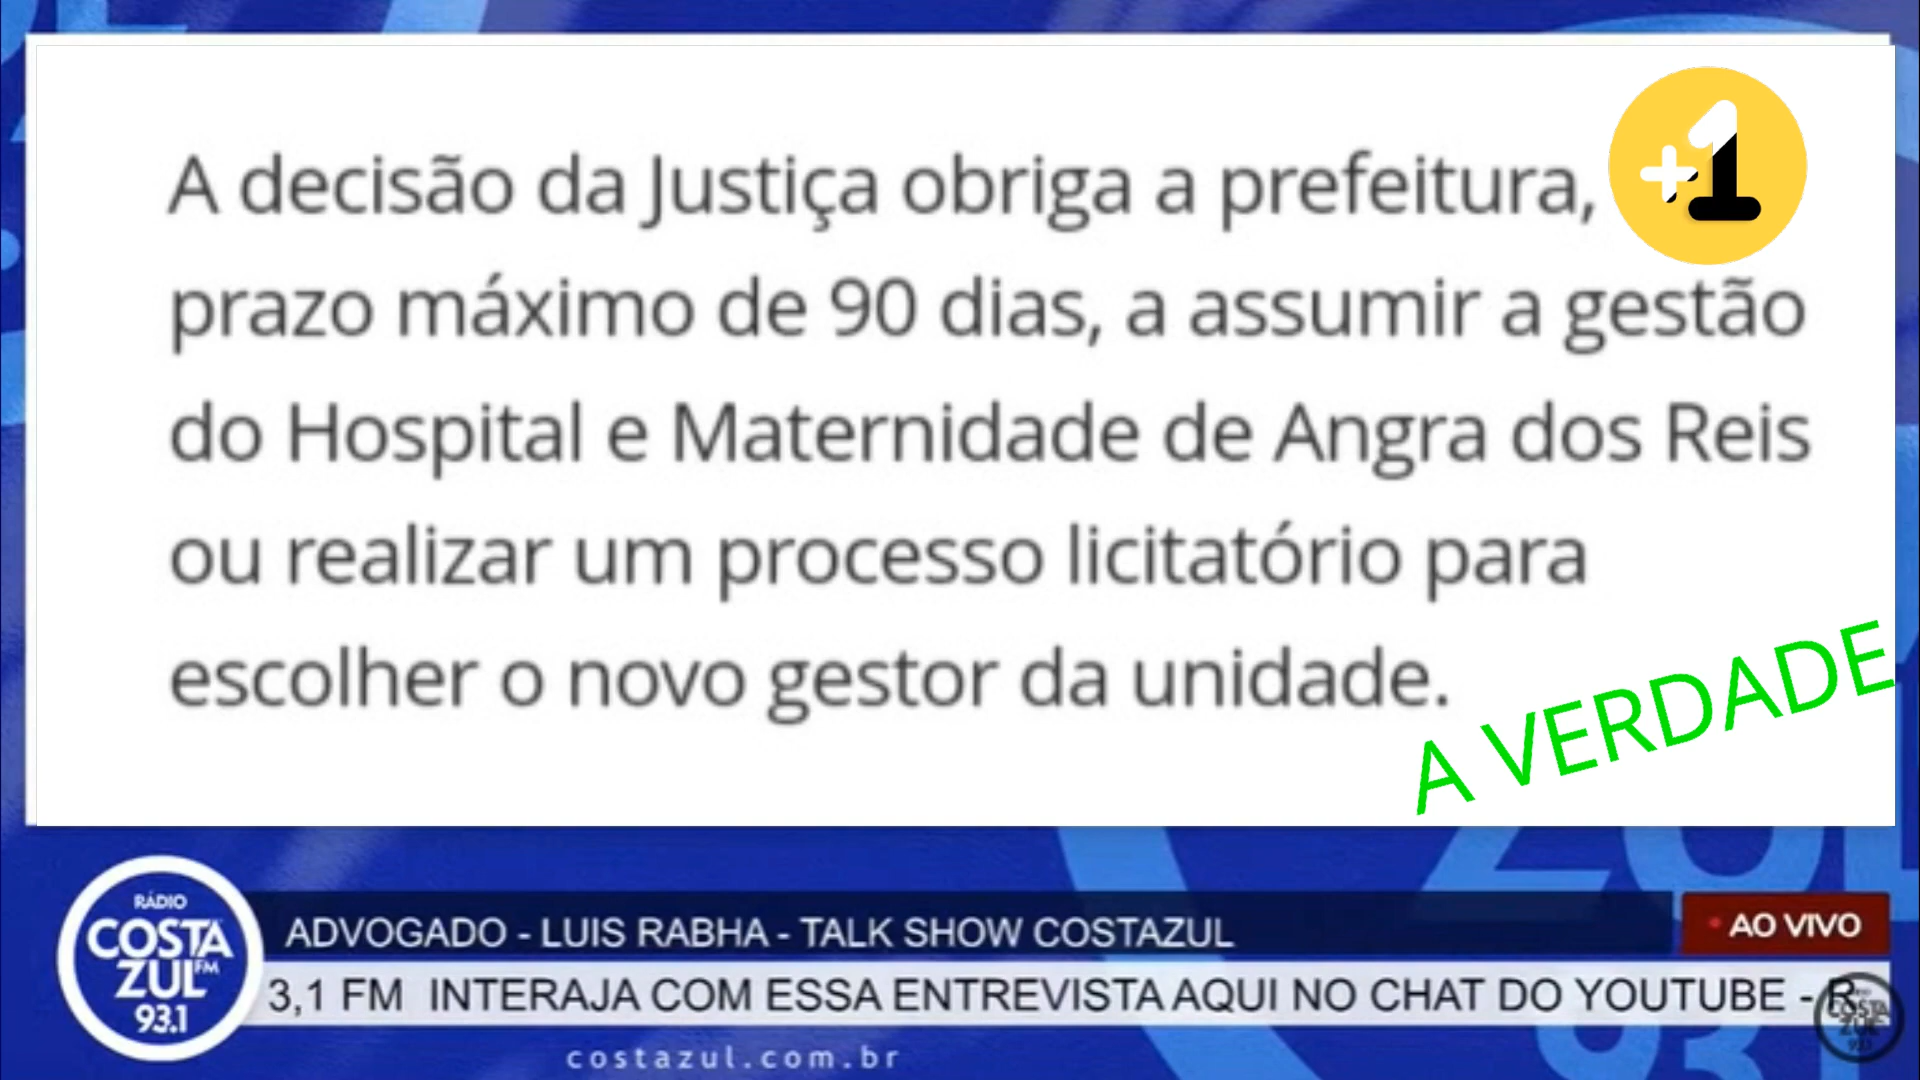 A decisão da Justiça obriga a prefeitura,
+1
prazo máximo de 90 dias, a assumir a gestão
do Hospital e Maternidade de Angra dos Reis
ou realizar um processo licitatório para
escolher o novo gestor da unidade.
A VERDADE
RÁDIO
COSTA
ZUL FM
93.1
ADVOGADO - LUIS RABHA - TALK SHOW COSTAZUL
AO VIVO
3,1 FM INTERAJA COM ESSA ENTREVISTA AQUI NO CHAT DO YOUTUBE - R
costazul.com.br